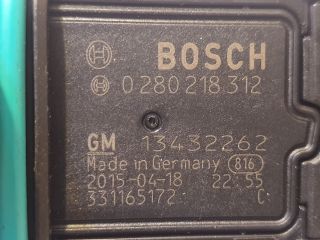 BOSCH
0 280 218 312
GM 13432262
Made in Germany 816
2015-04-18 22:55
331165172 C